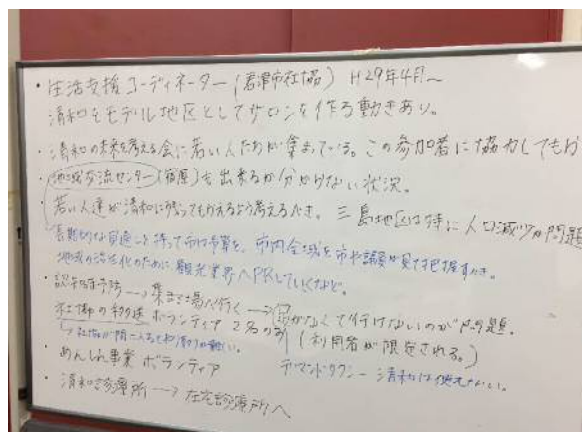 ・生活支援コーディネーター(君津市社協) H29年4月〜
清和をモデル地区としてサロンを作る動きあり。
・清和の未来を考える会に若い人たちが集まっている。この参加者に協力してもら
・地域交流センター(宿原)も出来るか分からない状況。
若い人達が清和に残ってもらえるよう考えるべき。三島地区は特に人口減少が問題
長期的な見通しを持って市は予算を、市内全域を市や議員が見て把握すべき。
地域の活性化のために観光業界へPRしていくなど。
・認知症予防→集まる場へ行く→足がなくて行けないのが問題。
社協の移送ボランティア2名のみ(利用者が限定される。)
・めんしん事業 ボランティア
デマンドタクシー 清和は使えない。
・清和診療所→在宅診療所へ